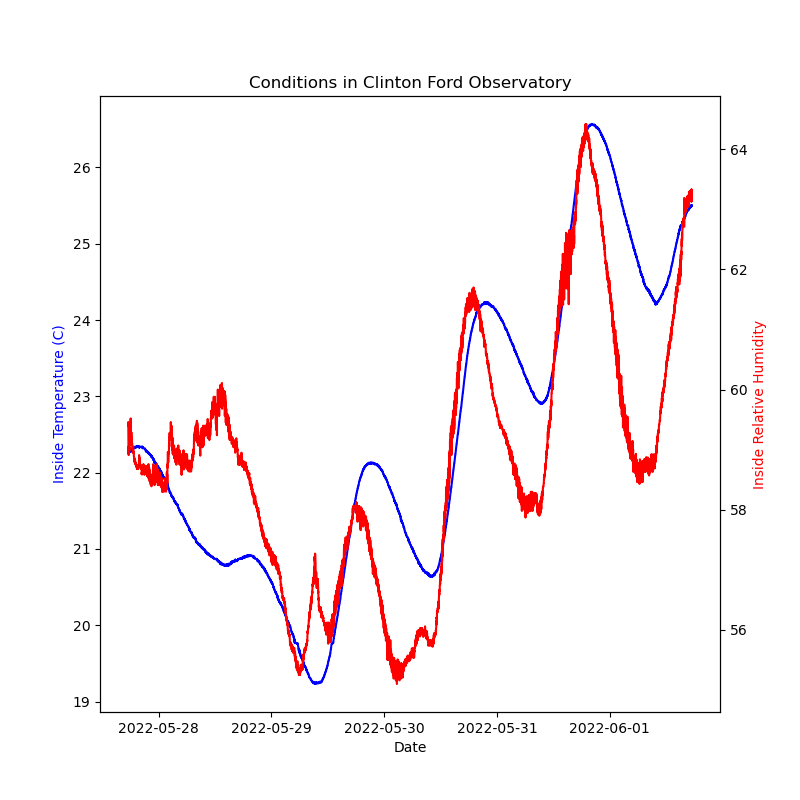 Conditions in Clinton Ford Observatory
26
25
24
23
22
21
20
19
Inside Temperature (C)
64
62
60
58
56
Inside Relative Humidity
2022-05-28 2022-05-29 2022-05-30 2022-05-31 2022-06-01
Date